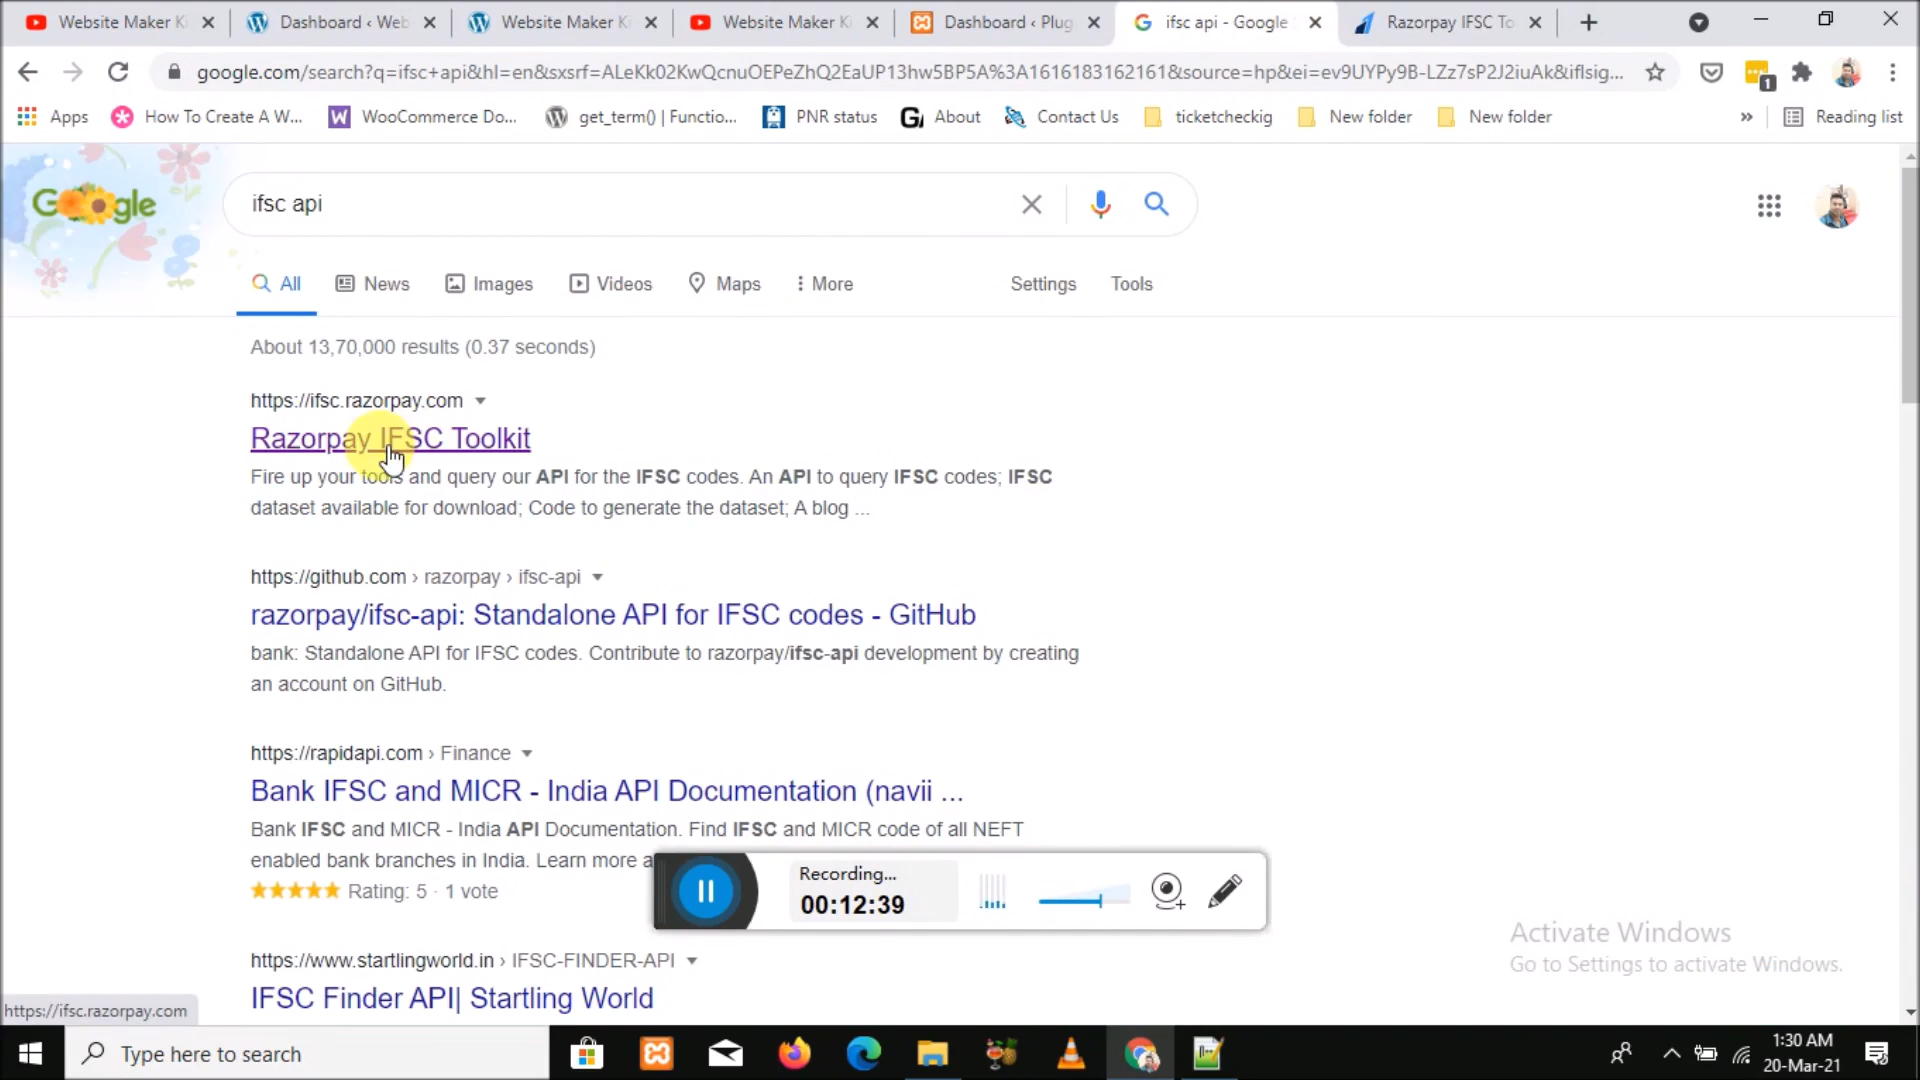 Website Maker Ki
Dashboard ‹ Web
Website Maker Ki
Website Maker Ki
Dashboard ‹ Plug
ifsc api - Google
Razorpay IFSC To
google.com/search?q=ifsc+api&hl=en&sxsrf=ALeKk02KwQcnuOEPeZhQ2EaUP13hw5BP5A%3A1616183162161&source=hp&ei=ev9UYPy9B-LZz7sP2J2iuAk&iflsig...
1
Apps
How To Create A W...
WooCommerce Do...
get_term() | Functio...
PNR status
About
Contact Us
ticketcheckig
New folder
New folder
»
Reading list
Google
ifsc api
All
News
Images
Videos
Maps
More
Settings
Tools
About 13,70,000 results (0.37 seconds)
https://ifsc.razorpay.com
Razorpay IFSC Toolkit
Fire up your tools and query our API for the IFSC codes. An API to query IFSC codes; IFSC
dataset available for download; Code to generate the dataset; A blog ...
https://github.com › razorpay › ifsc-api
razorpay/ifsc-api: Standalone API for IFSC codes - GitHub
bank: Standalone API for IFSC codes. Contribute to razorpay/ifsc-api development by creating
an account on GitHub.
https://rapidapi.com › Finance
Bank IFSC and MICR - India API Documentation (navii ...
Bank IFSC and MICR - India API Documentation. Find IFSC and MICR code of all NEFT
enabled bank branches in India. Learn more a
Rating: 5 · 1 vote
Recording...
00:12:39
https://www.startlingworld.in › IFSC-FINDER-API
IFSC Finder API| Startling World
Activate Windows
Go to Settings to activate Windows.
https://ifsc.razorpay.com
Type here to search
1:30 AM
20-Mar-21